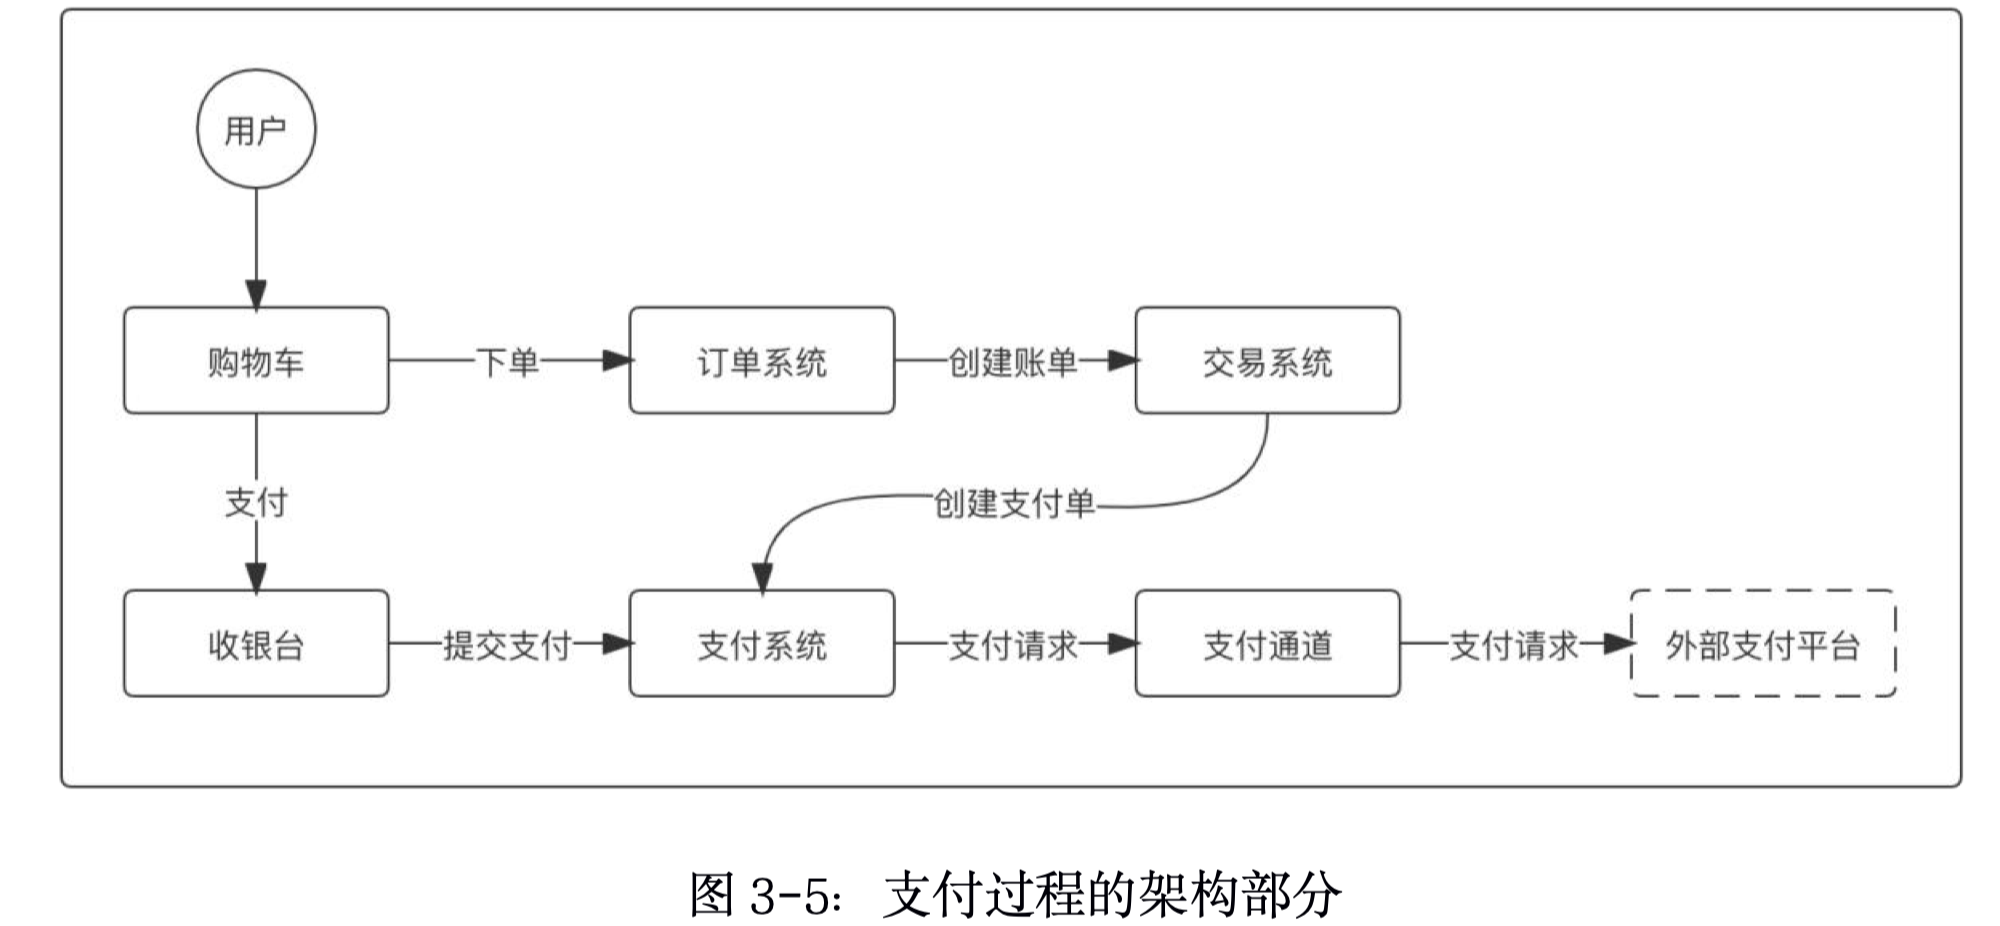 用户
购物车
下单
订单系统
创建账单
交易系统
支付
创建支付单
收银台
提交支付
支付系统
支付请求
支付通道
支付请求
外部支付平台
图 3-5: 支付过程的架构部分